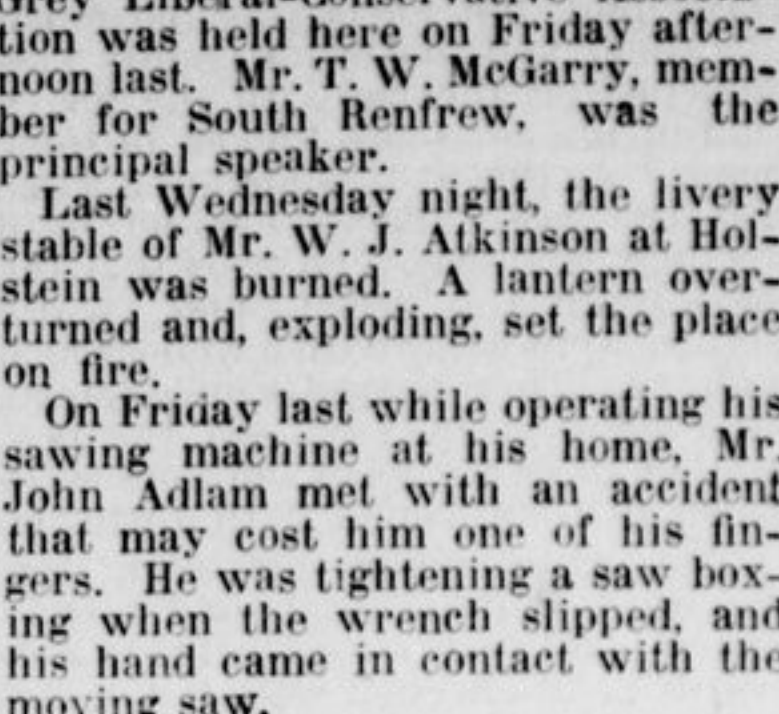 Grey Liberal-Conservative
tion was held here on Friday after-
noon last. Mr. T. W. McGarry, mem-
ber for South Renfrew, was the
principal speaker.
Last Wednesday night, the livery
stable of Mr. W. J. Atkinson at Hol-
stein was burned. A lantern over-
turned and, exploding, set the place
on fire.
On Friday last while operating his
sawing machine at his home, Mr.
John Adlam met with an accident
that may cost him one of his fin-
gers. He was tightening a saw box-
ing when the wrench slipped, and
his hand came in contact with the
moving saw.